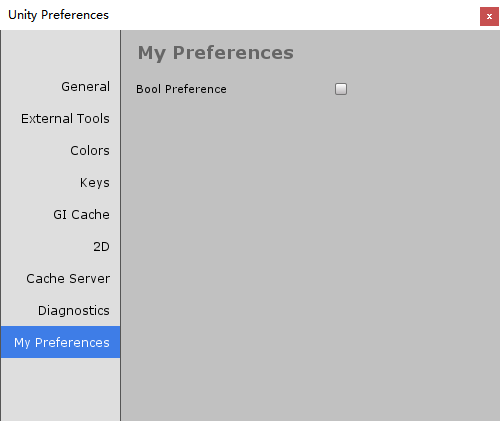 Unity Preferences
x
My Preferences
Bool Preference
General
External Tools
Colors
Keys
GI Cache
2D
Cache Server
Diagnostics
My Preferences